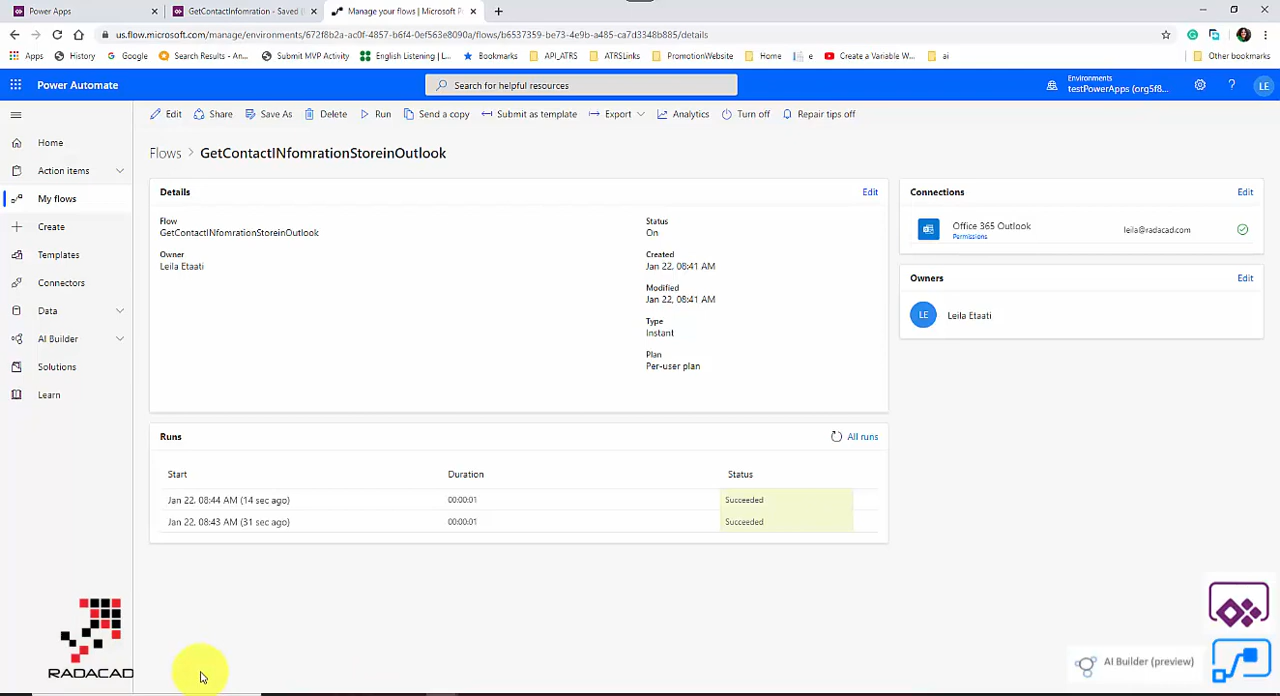 Power Apps
GetContactInfomration - Saved (
Manage your flows | Microsoft P
us.flow.microsoft.com/manage/environments/672f8b2a-ac0f-4857-b6f4-0ef563e8090a/flows/b6537359-be73-4e9b-a485-ca7d3348b885/details
Apps History Google Search Results - An... Submit MVP Activity English Listening | L... Bookmarks API_ATRS ATRSLinks PromotionWebsite Home e Create a Variable W... ai Other bookmarks
Power Automate
Search for helpful resources
Environments
testPowerApps (org5f8...
LE
Edit Share Save As Delete Run Send a copy Submit as template Export Analytics Turn off Repair tips off
Home
Action items
My flows
Create
Templates
Connectors
Data
AI Builder
Solutions
Learn
Flows > GetContactINfomrationStoreinOutlook
Details Edit
Flow
GetContactINfomrationStoreinOutlook
Owner
Leila Etaati
Status
On
Created
Jan 22, 08:41 AM
Modified
Jan 22, 08:41 AM
Type
Instant
Plan
Per-user plan
Connections Edit
Office 365 Outlook
Permissions
leila@radacad.com
Owners Edit
LE Leila Etaati
Runs All runs
Start Duration Status
Jan 22, 08:44 AM (14 sec ago) 00:00:01 Succeeded
Jan 22, 08:43 AM (31 sec ago) 00:00:01 Succeeded
RADACAD
AI Builder (preview)